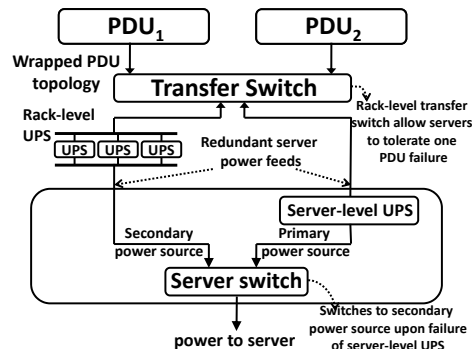 PDU1 PDU2
Wrapped PDU
topology
Transfer Switch
Rack-level
UPS
UPS UPS UPS
Rack-level transfer
switch allow servers
to tolerate one
PDU failure
Redundant server
power feeds
Server-level UPS
Secondary
power source
Primary
power source
Server switch
Switches to secondary
power source upon failure
of server-level UPS
power to server